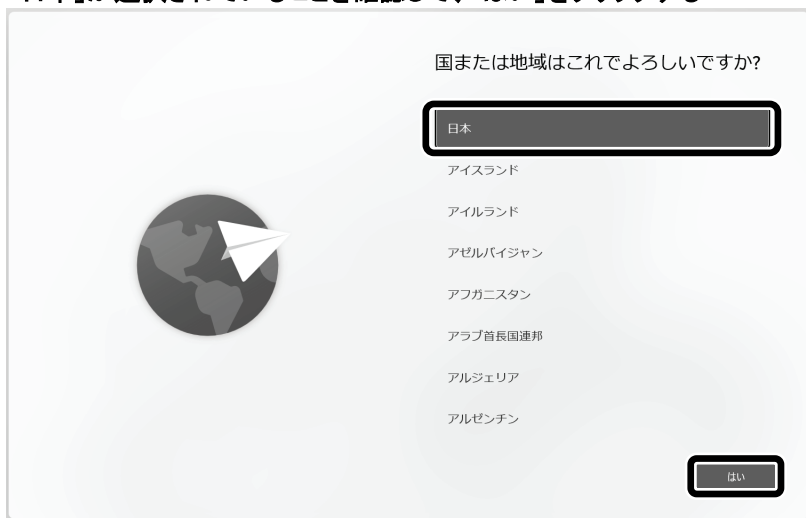 国または地域はこれでよろしいですか?
日本
アイスランド
アイルランド
アゼルバイジャン
アフガニスタン
アラブ首長国連邦
アルジェリア
アルゼンチン
はい